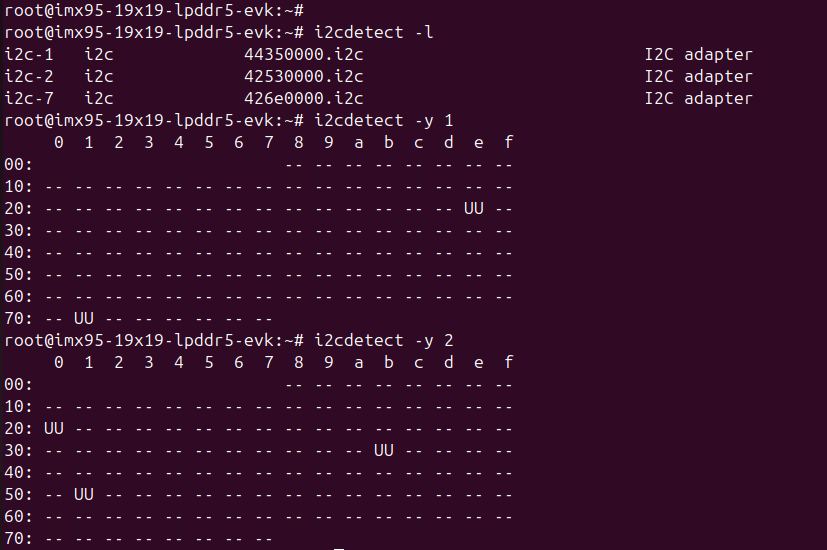 root@imx95-19x19-lpddr5-evk:~#
root@imx95-19x19-lpddr5-evk:~# i2cdetect -l
i2c-1   i2c             44350000.i2c                            I2C adapter
i2c-2   i2c             42530000.i2c                            I2C adapter
i2c-7   i2c             426e0000.i2c                            I2C adapter
root@imx95-19x19-lpddr5-evk:~# i2cdetect -y 1
     0  1  2  3  4  5  6  7  8  9  a  b  c  d  e  f
00:                         -- -- -- -- -- -- -- --
10: -- -- -- -- -- -- -- -- -- -- -- -- -- -- -- --
20: -- -- -- -- -- -- -- -- -- -- -- -- -- -- UU --
30: -- -- -- -- -- -- -- -- -- -- -- -- -- -- -- --
40: -- -- -- -- -- -- -- -- -- -- -- -- -- -- -- --
50: -- -- -- -- -- -- -- -- -- -- -- -- -- -- -- --
60: -- -- -- -- -- -- -- -- -- -- -- -- -- -- -- --
70: -- UU -- -- -- -- -- --
root@imx95-19x19-lpddr5-evk:~# i2cdetect -y 2
     0  1  2  3  4  5  6  7  8  9  a  b  c  d  e  f
00:                         -- -- -- -- -- -- -- --
10: -- -- -- -- -- -- -- -- -- -- -- -- -- -- -- --
20: UU -- -- -- -- -- -- -- -- -- -- -- -- -- -- --
30: -- -- -- -- -- -- -- -- -- -- -- UU -- -- -- --
40: -- -- -- -- -- -- -- -- -- -- -- -- -- -- -- --
50: -- UU -- -- -- -- -- -- -- -- -- -- -- -- -- --
60: -- -- -- -- -- -- -- -- -- -- -- -- -- -- -- --
70: -- -- -- -- -- -- -- --